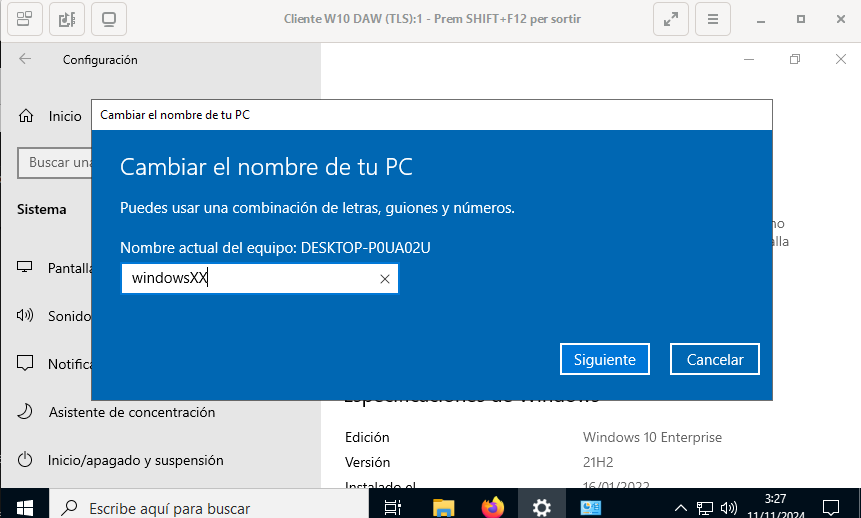 Cliente W10 DAW (TLS):1 - Prem SHIFT+F12 per sortir
Configuración
Inicio
Cambiar el nombre de tu PC
Buscar una
Cambiar el nombre de tu PC
Sistema
Puedes usar una combinación de letras, guiones y números.
Nombre actual del equipo: DESKTOP-P0UA02U
windowsXX
Pantalla
Sonido
Notifica
Siguiente
Cancelar
Especificaciones de Windows
Asistente de concentración
Edición Windows 10 Enterprise
Inicio/apagado y suspensión
Versión 21H2
Instalado el 16/01/2022
Escribe aquí para buscar
3:27
11/11/2024